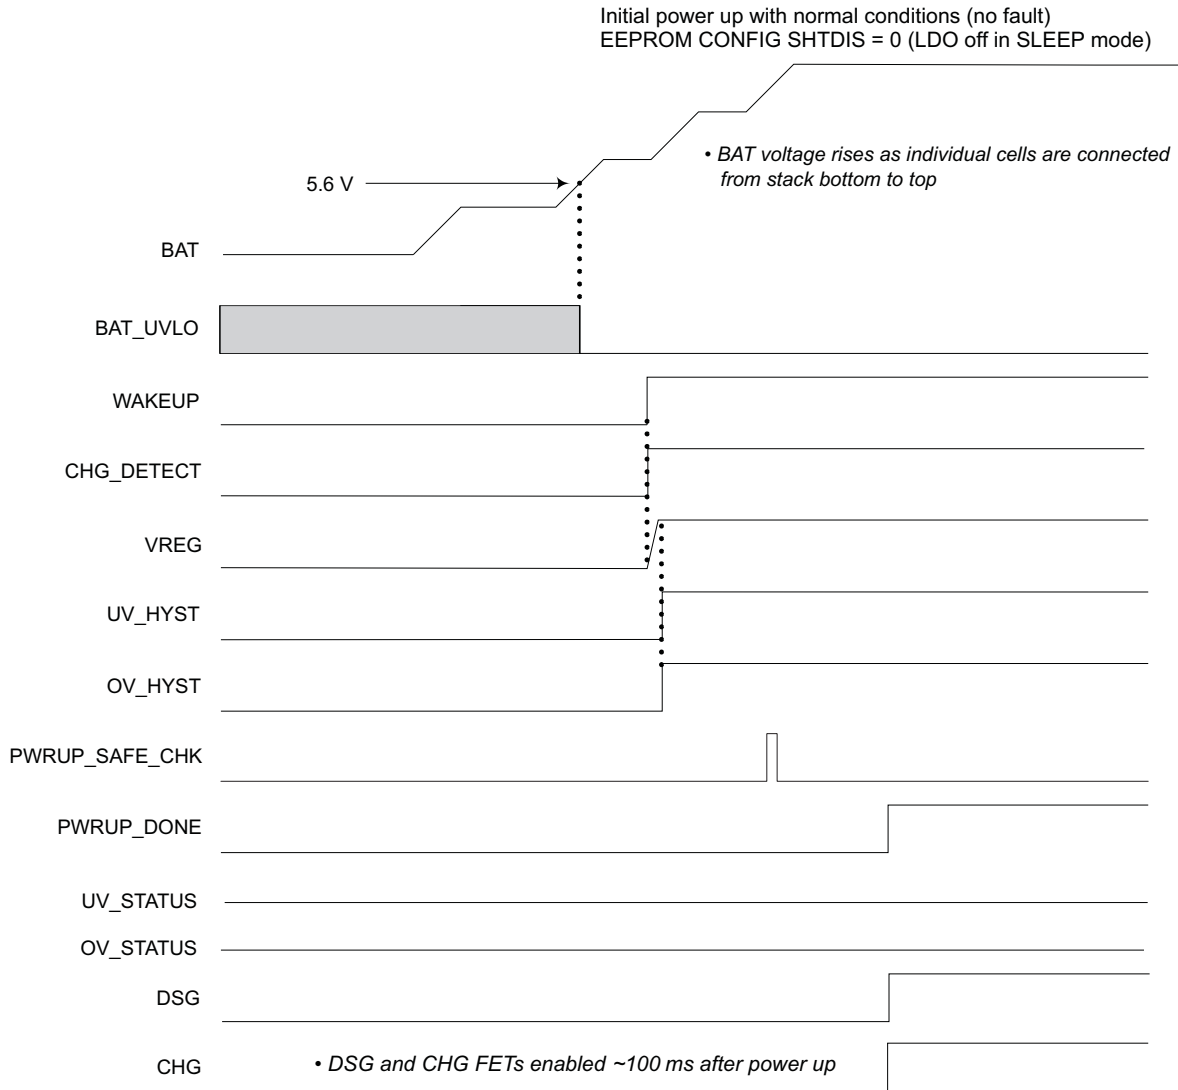 Initial power up with normal conditions (no fault)
EEPROM CONFIG SHTDIS = 0 (LDO off in SLEEP mode)
• BAT voltage rises as individual cells are connected
from stack bottom to top
5.6 V
BAT
BAT_UVLO
WAKEUP
CHG_DETECT
VREG
UV_HYST
OV_HYST
PWRUP_SAFE_CHK
PWRUP_DONE
UV_STATUS
OV_STATUS
DSG
CHG
• DSG and CHG FETs enabled ~100 ms after power up